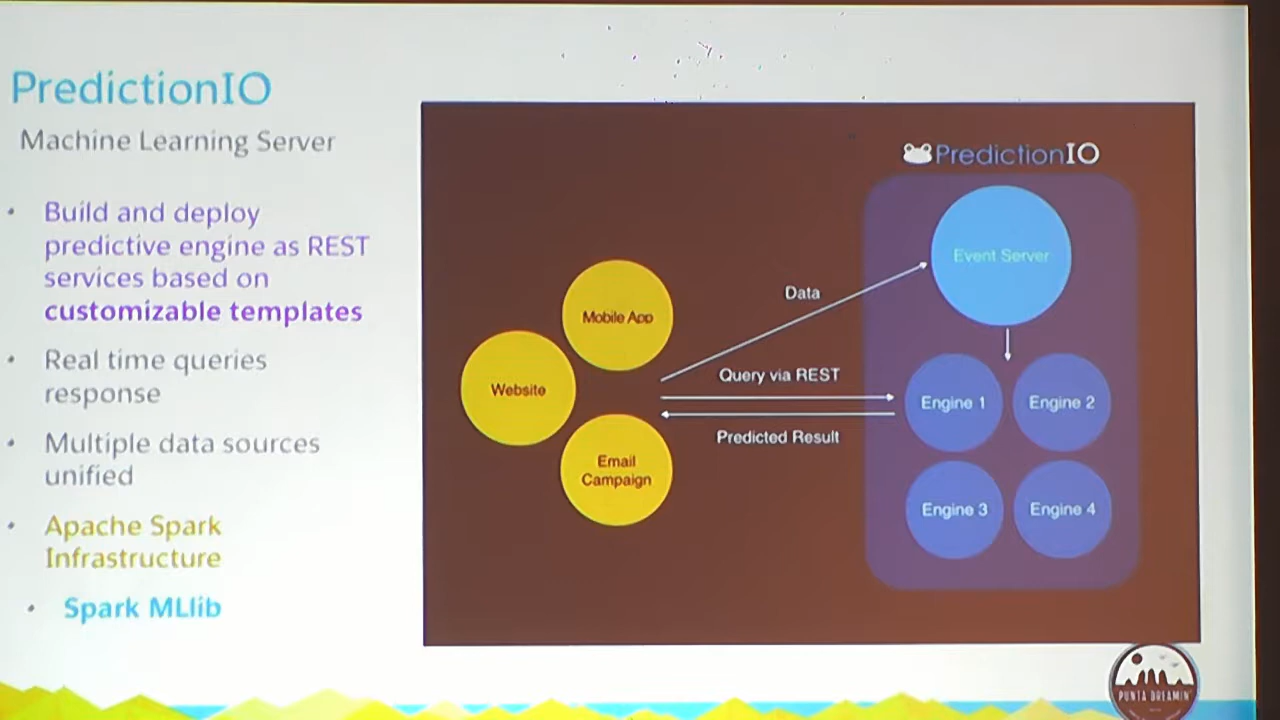 PredictionIO
Machine Learning Server
• Build and deploy
predictive engine as REST
services based on
customizable templates
• Real time queries
response
• Multiple data sources
unified
• Apache Spark
Infrastructure
• Spark MLlib
PredictionIO
Event Server
Data
Mobile App
Website
Email
Campaign
Query via REST
Predicted Result
Engine 1
Engine 2
Engine 3
Engine 4
PUNTA DREAMIN'